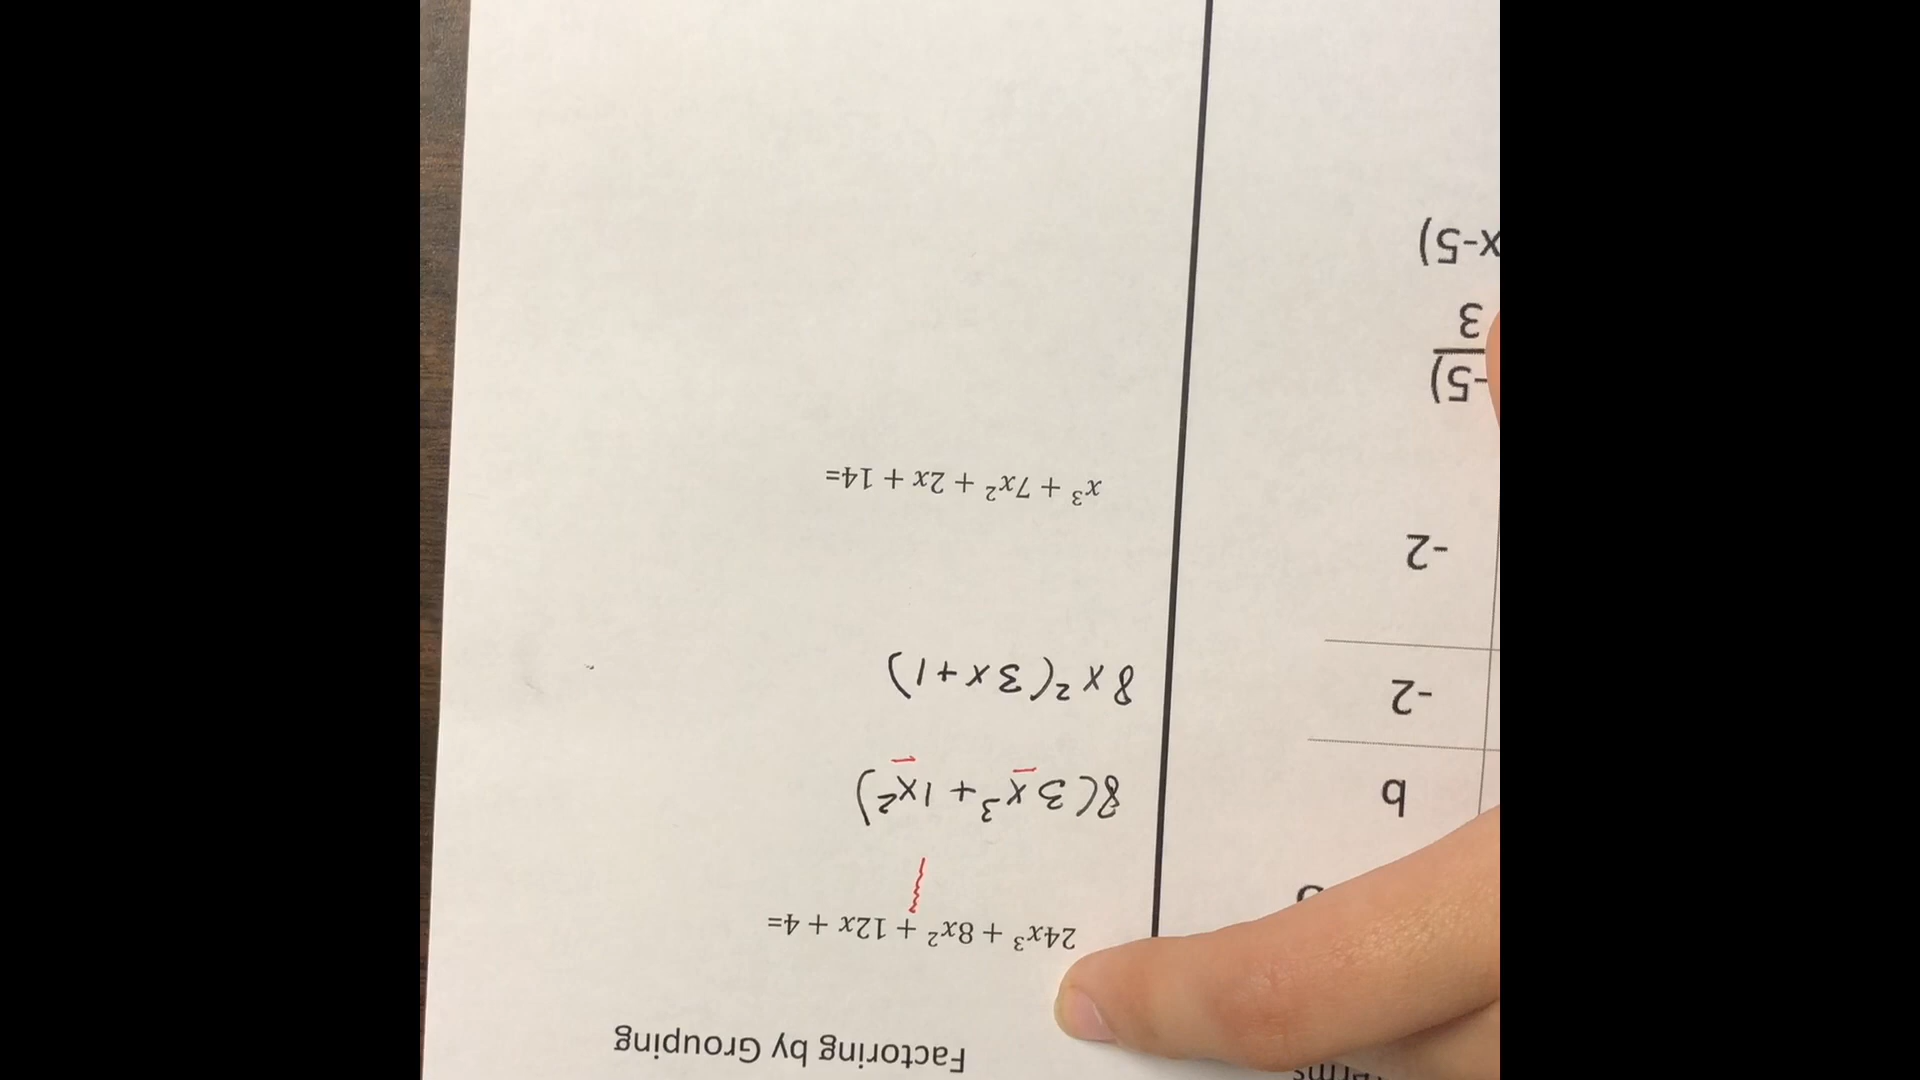 Factoring by Grouping
24x³ + 8x² + 12x + 4=
8(3x³ + 1x²)
8x²(3x+1)
x³ + 7x² + 2x + 14=
b
-2
-2
-5)
3
x-5)